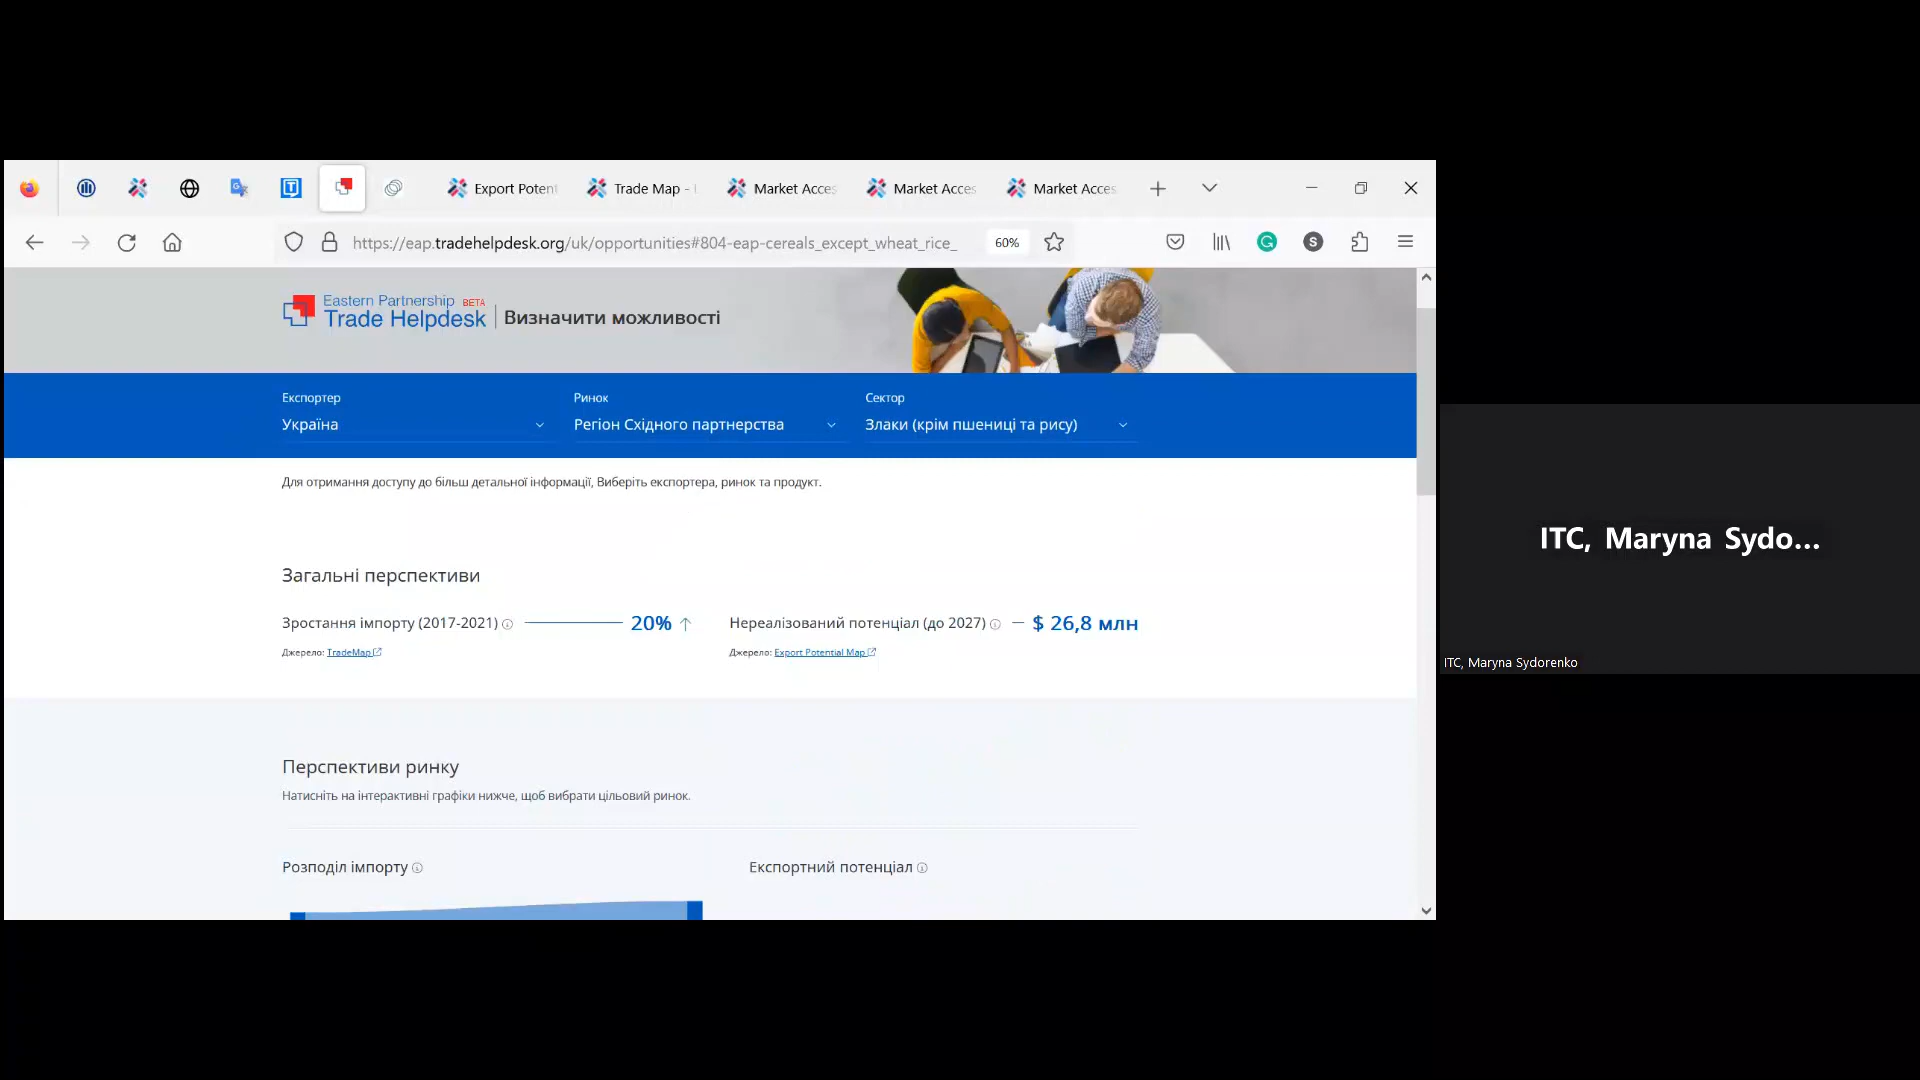 Export Potent
Trade Map -
Market Acces
Market Acces
Market Acces
https://eap.tradehelpdesk.org/uk/opportunities#804-eap-cereals_except_wheat_rice_
60%
Eastern Partnership BETA
Trade Helpdesk
Визначити можливості
Експортер
Ринок
Сектор
Україна
Регіон Східного партнерства
Злаки (крім пшениці та рису)
Для отримання доступу до більш детальної інформації, Виберіть експортера, ринок та продукт.
Загальні перспективи
Зростання імпорту (2017-2021) 20%
Нереалізований потенціал (до 2027) $ 26,8 млн
Джерело: TradeMap
Джерело: Export Potential Map
Перспективи ринку
Натисніть на інтерактивні графіки нижче, щоб вибрати цільовий ринок.
Розподіл імпорту
Експортний потенціал
ITC, Maryna Sydo...
ITC, Maryna Sydorenko